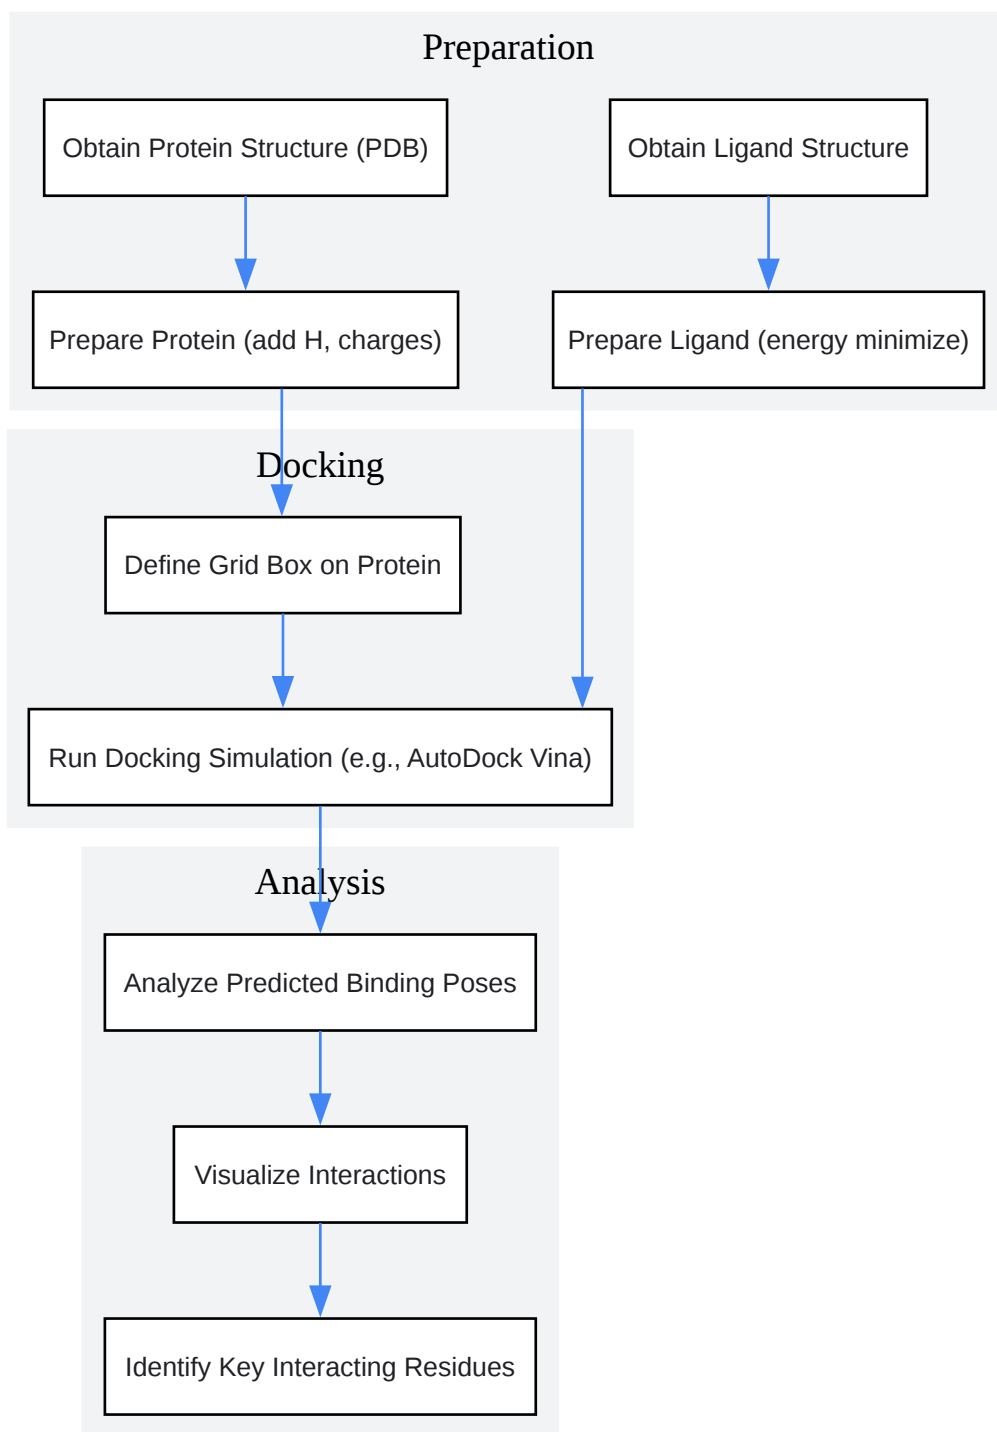 Preparation
Obtain Protein Structure (PDB)
Obtain Ligand Structure
Prepare Protein (add H, charges)
Prepare Ligand (energy minimize)
Docking
Define Grid Box on Protein
Run Docking Simulation (e.g., AutoDock Vina)
Analysis
Analyze Predicted Binding Poses
Visualize Interactions
Identify Key Interacting Residues